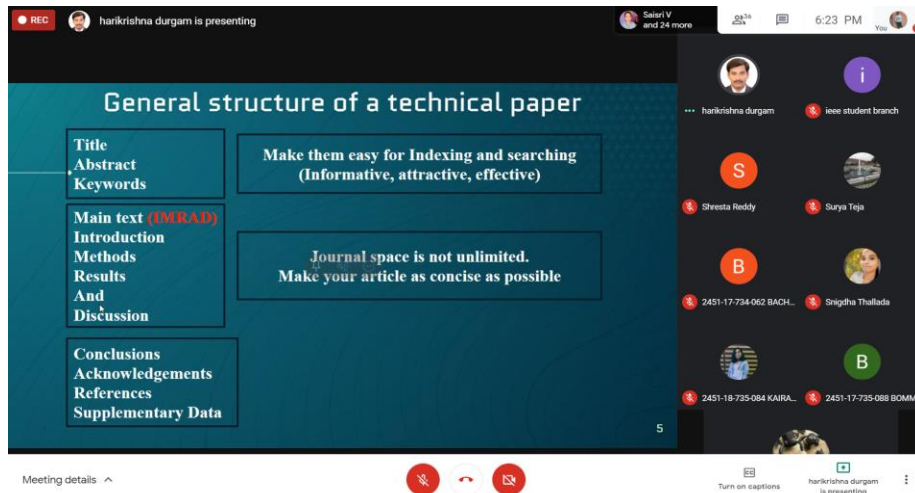 REC
harikrishna durgam is presenting
Saisri V
and 24 more
36
6:23 PM
You
General structure of a technical paper
Title
Abstract
Keywords
Make them easy for Indexing and searching
(Informative, attractive, effective)
Main text (IMRAD)
Introduction
Methods
Results
And
Discussion
Journal space is not unlimited.
Make your article as concise as possible
Conclusions
Acknowledgements
References
Supplementary Data
5
harikrishna durgam
i
ieee student branch
S
Shresta Reddy
Surya Teja
B
2451-17-734-062 BACH...
Snigdha Thallada
2451-18-735-084 KAIRA...
B
2451-17-735-088 BOMM
Meeting details
CC
Turn on captions
harikrishna durgam
is presenting